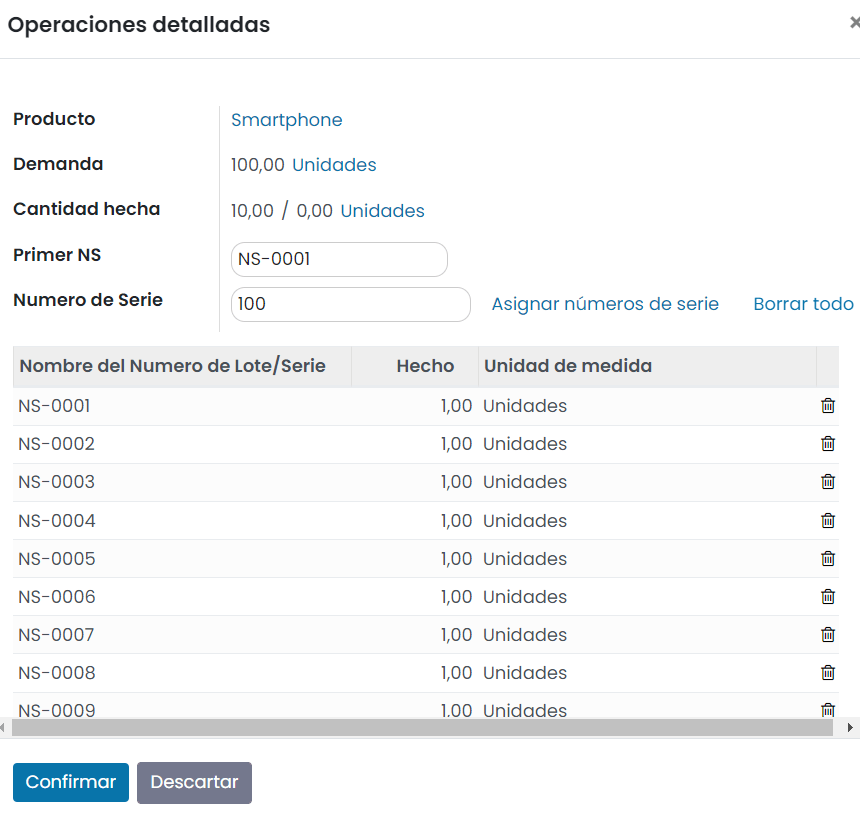 Operaciones detalladas
Producto Smartphone
Demanda 100,00 Unidades
Cantidad hecha 10,00 / 0,00 Unidades
Primer NS NS-0001
Numero de Serie 100 Asignar números de serie Borrar todo
Nombre del Numero de Lote/Serie Hecho Unidad de medida
NS-0001 1,00 Unidades
NS-0002 1,00 Unidades
NS-0003 1,00 Unidades
NS-0004 1,00 Unidades
NS-0005 1,00 Unidades
NS-0006 1,00 Unidades
NS-0007 1,00 Unidades
NS-0008 1,00 Unidades
NS-0009 1,00 Unidades
Confirmar Descartar